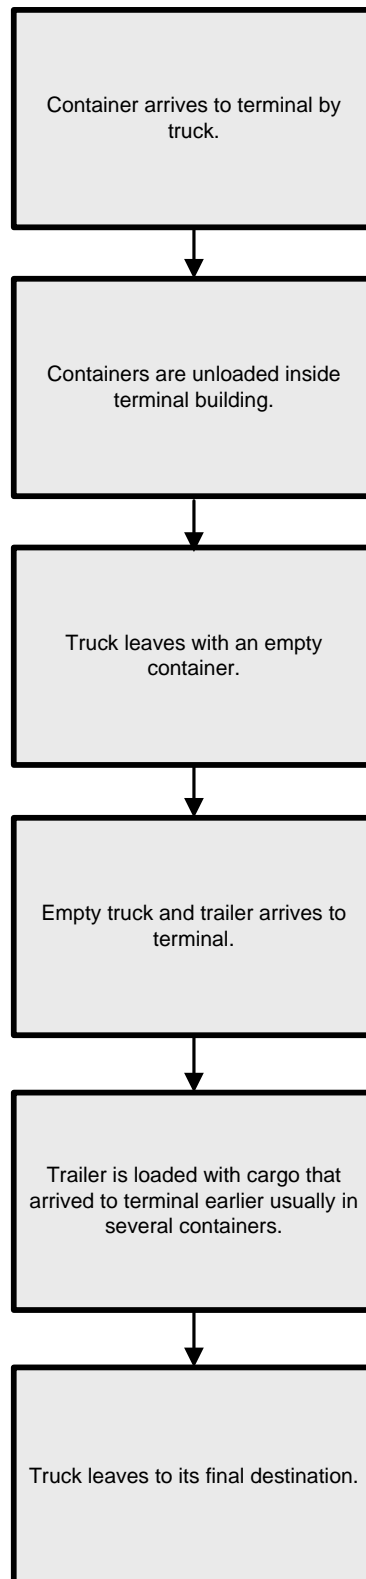 Container arrives to terminal by
truck.
Containers are unloaded inside
terminal building.
Truck leaves with an empty
container.
Empty truck and trailer arrives to
terminal.
Trailer is loaded with cargo that
arrived to terminal earlier usually in
several containers.
Truck leaves to its final destination.